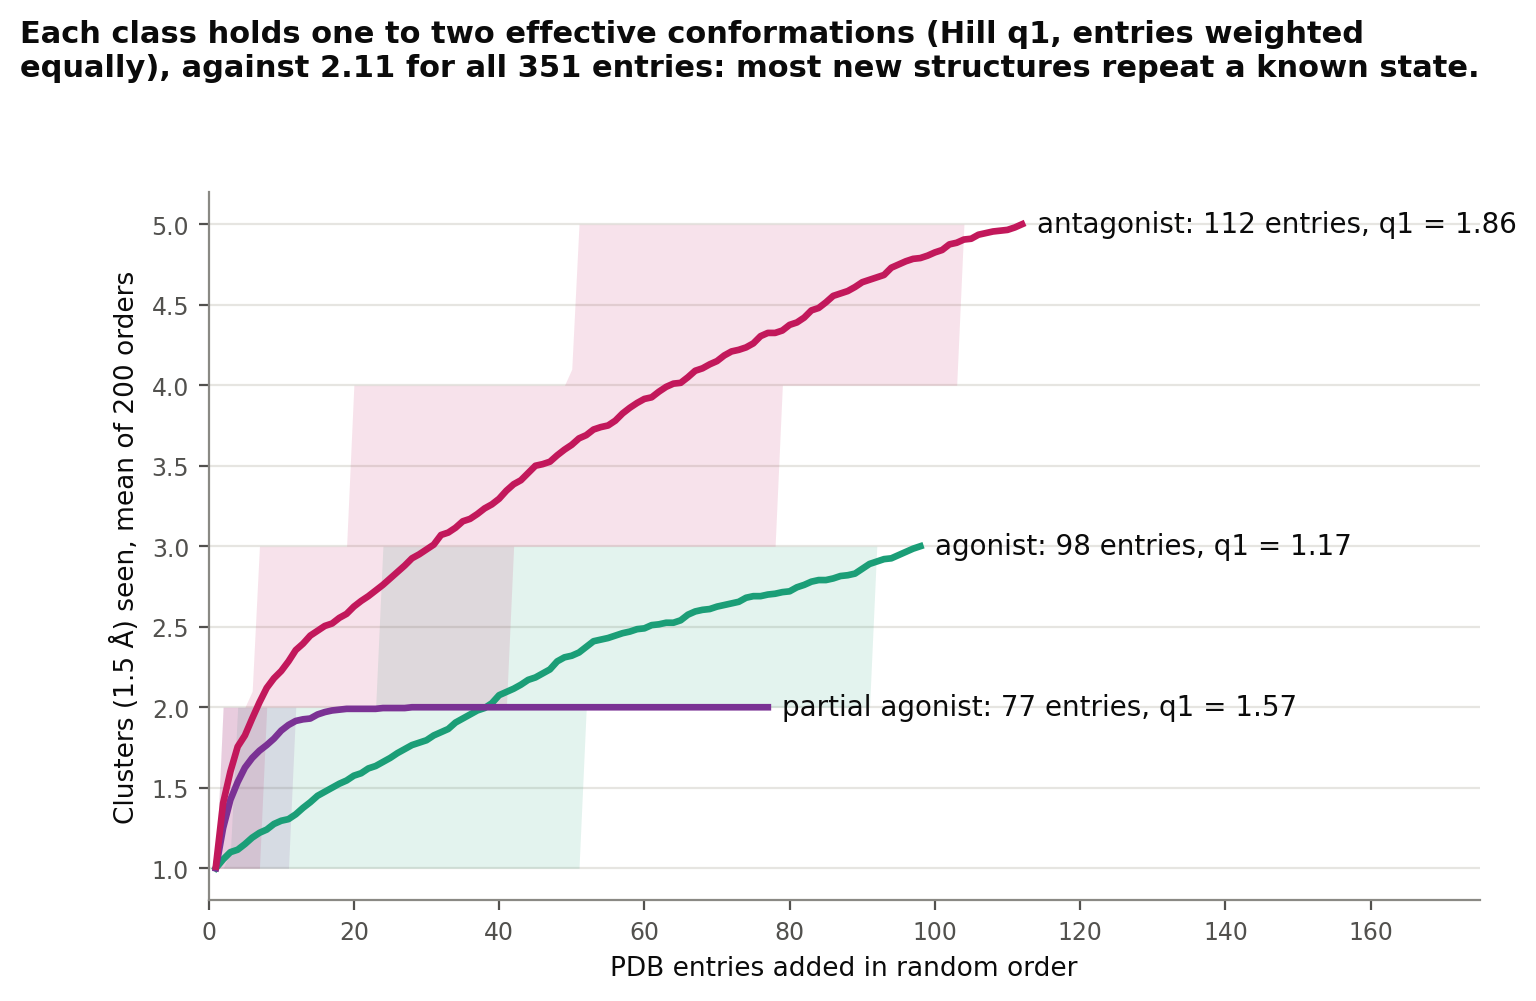 Each class holds one to two effective conformations (Hill q1, entries weighted
equally), against 2.11 for all 351 entries: most new structures repeat a known state.
5.0
4.5
4.0
3.5
3.0
2.5
2.0
1.5
1.0
Clusters (1.5 Å) seen, mean of 200 orders
antagonist: 112 entries, q1 = 1.86
agonist: 98 entries, q1 = 1.17
partial agonist: 77 entries, q1 = 1.57
0 20 40 60 80 100 120 140 160
PDB entries added in random order